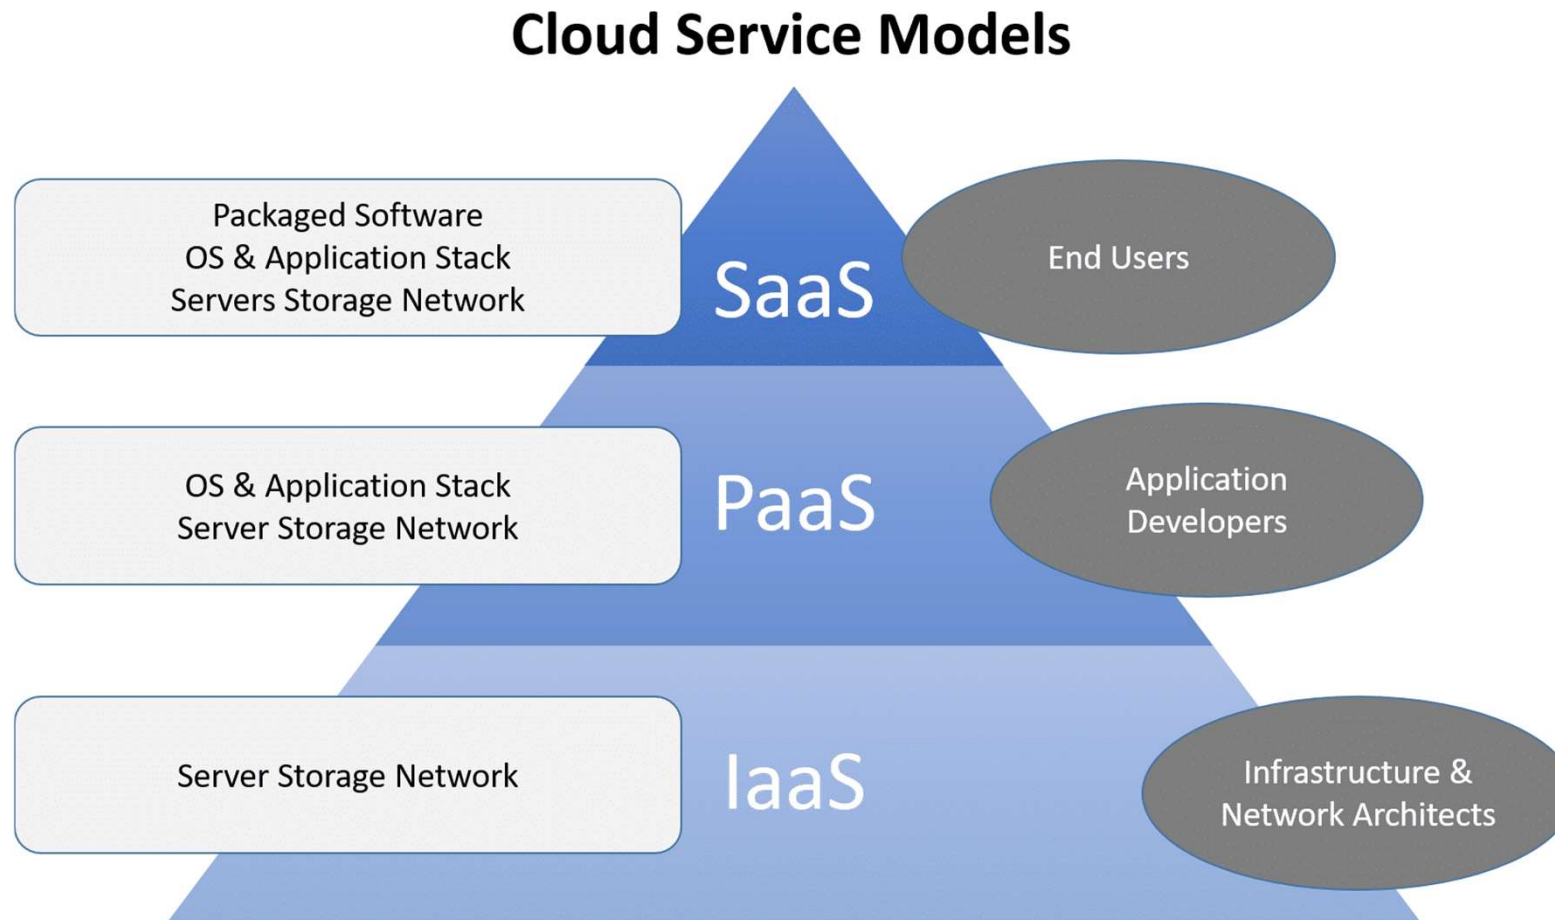 Cloud Service Models
Packaged Software
OS & Application Stack
Servers Storage Network
SaaS
End Users
OS & Application Stack
Server Storage Network
PaaS
Application
Developers
Server Storage Network
IaaS
Infrastructure &
Network Architects